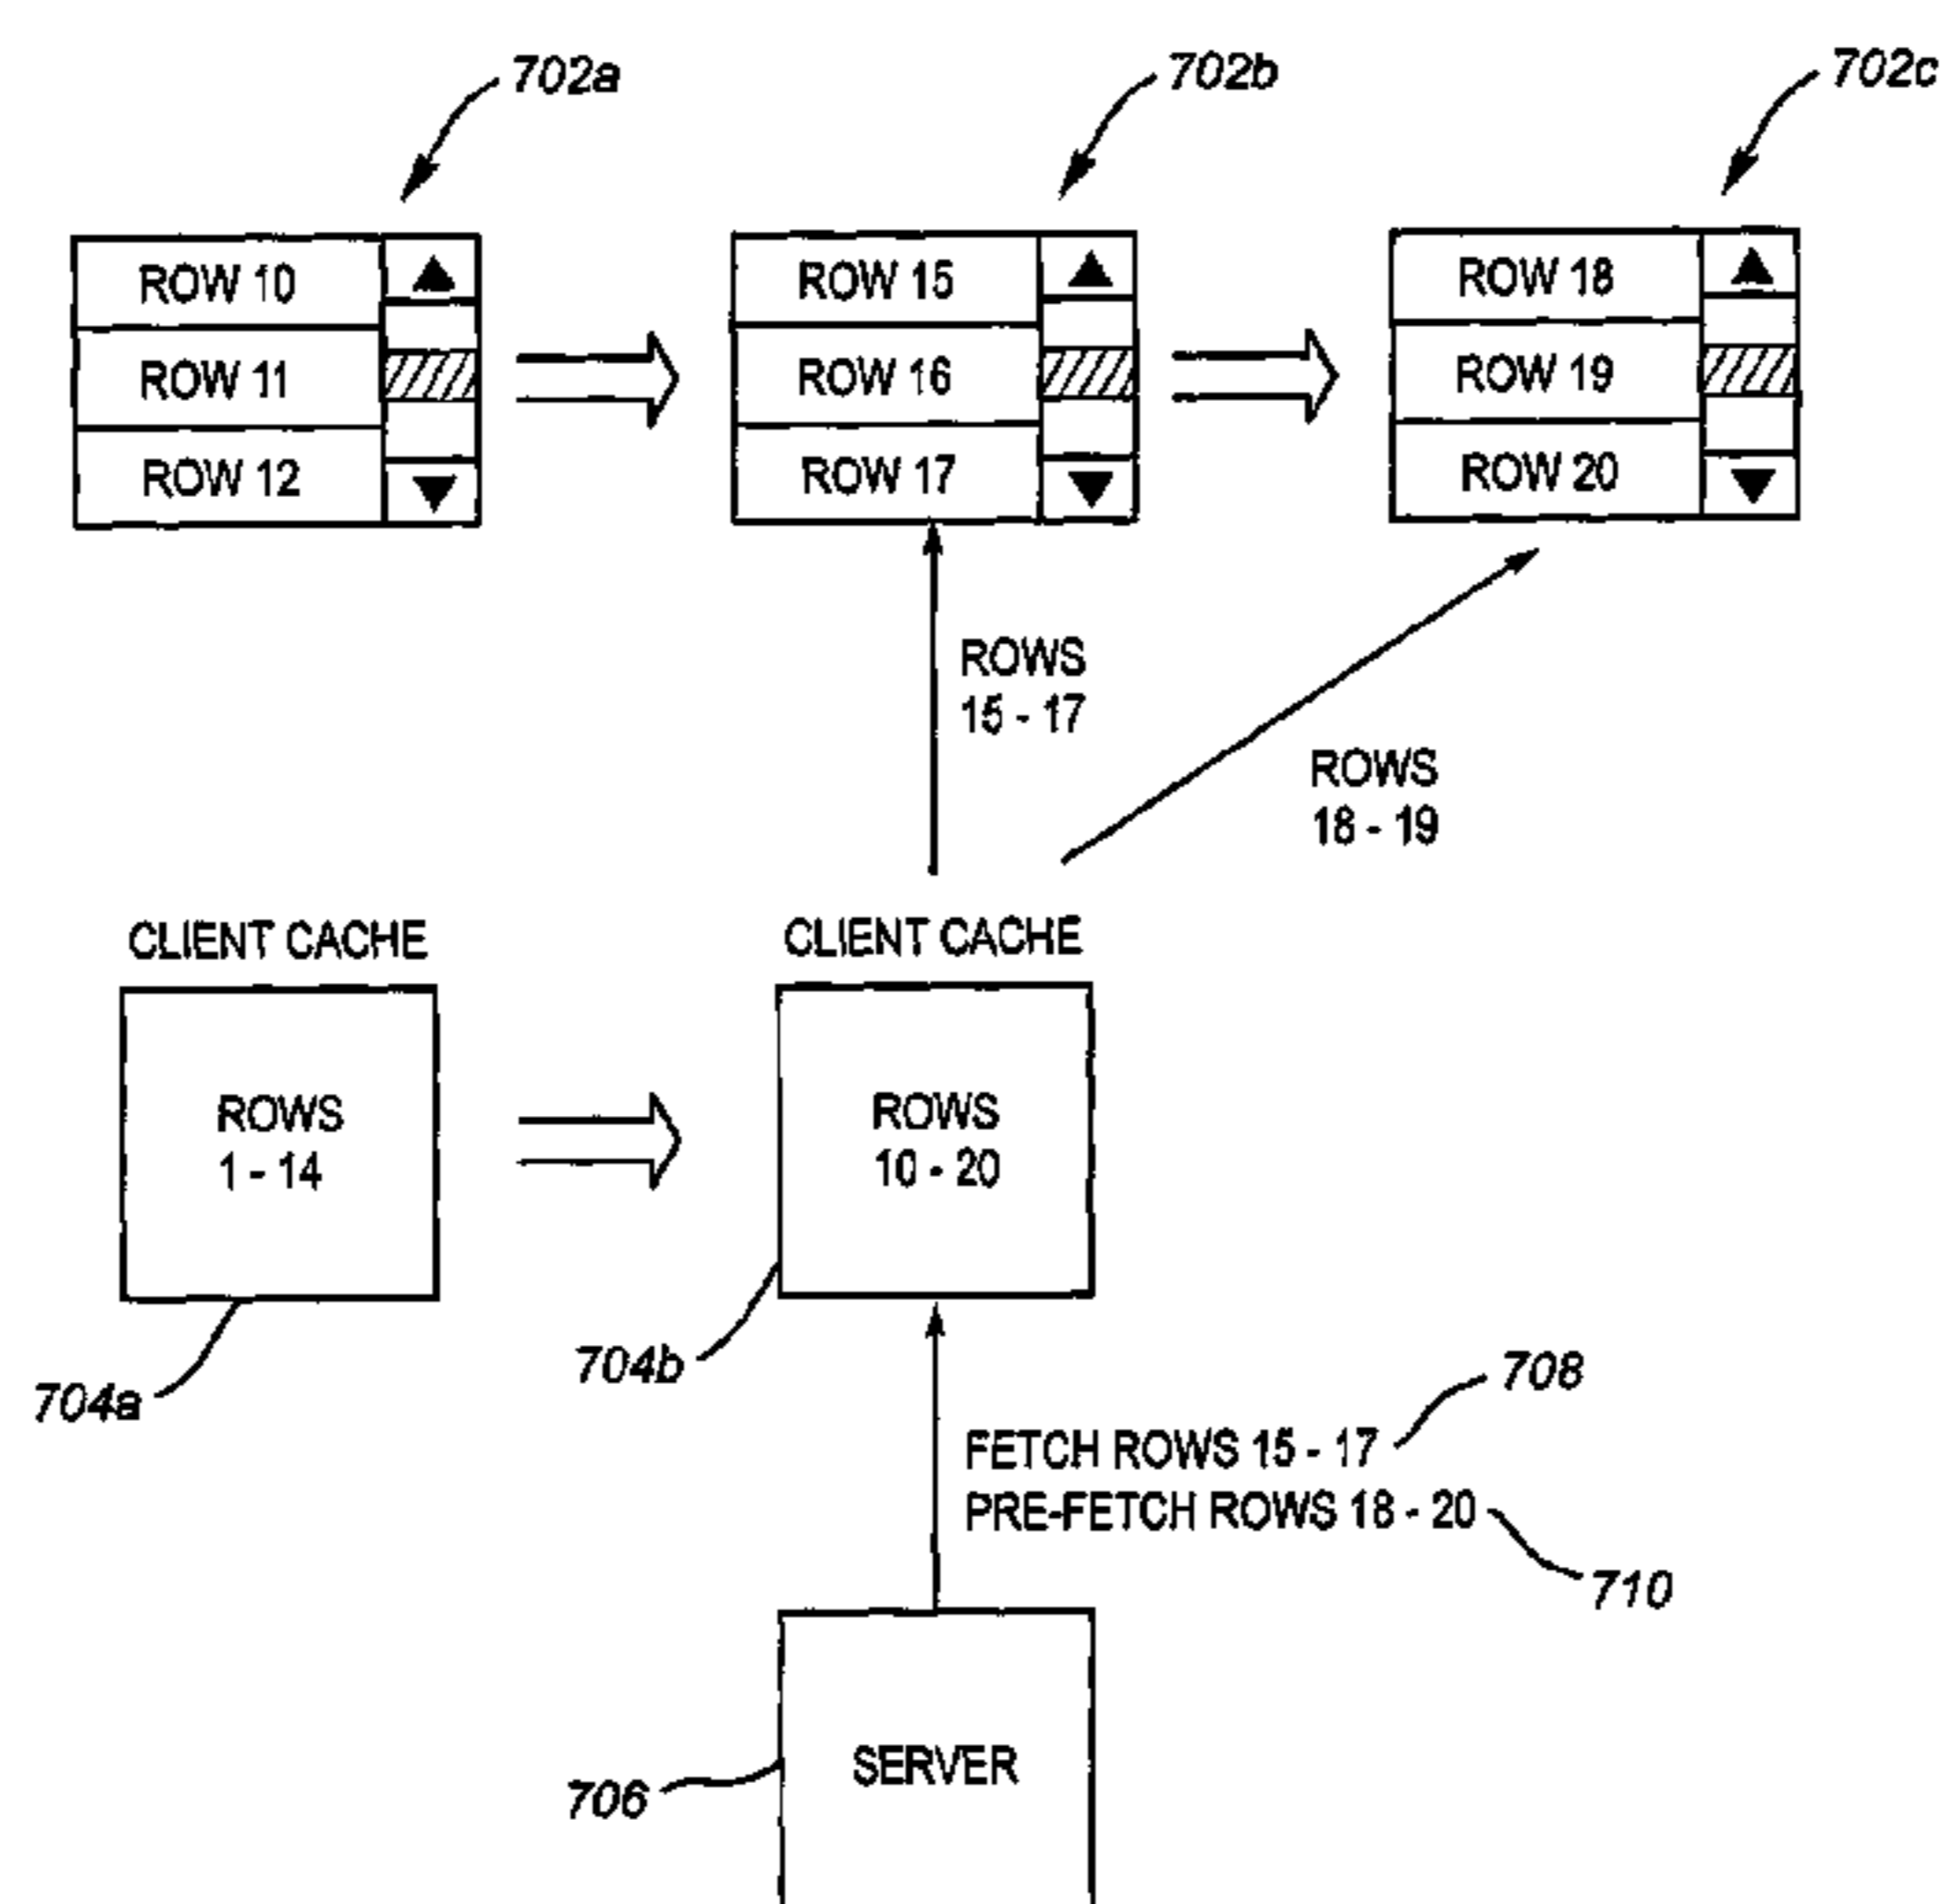 702a
702b
702c
ROW 10
ROW 11
ROW 12
ROW 15
ROW 16
ROW 17
ROW 18
ROW 19
ROW 20
ROWS
15 - 17
ROWS
18 - 19
CLIENT CACHE
CLIENT CACHE
ROWS
1 - 14
ROWS
10 - 20
704a
704b
708
FETCH ROWS 15 - 17
PRE-FETCH ROWS 18 - 20
710
SERVER
706